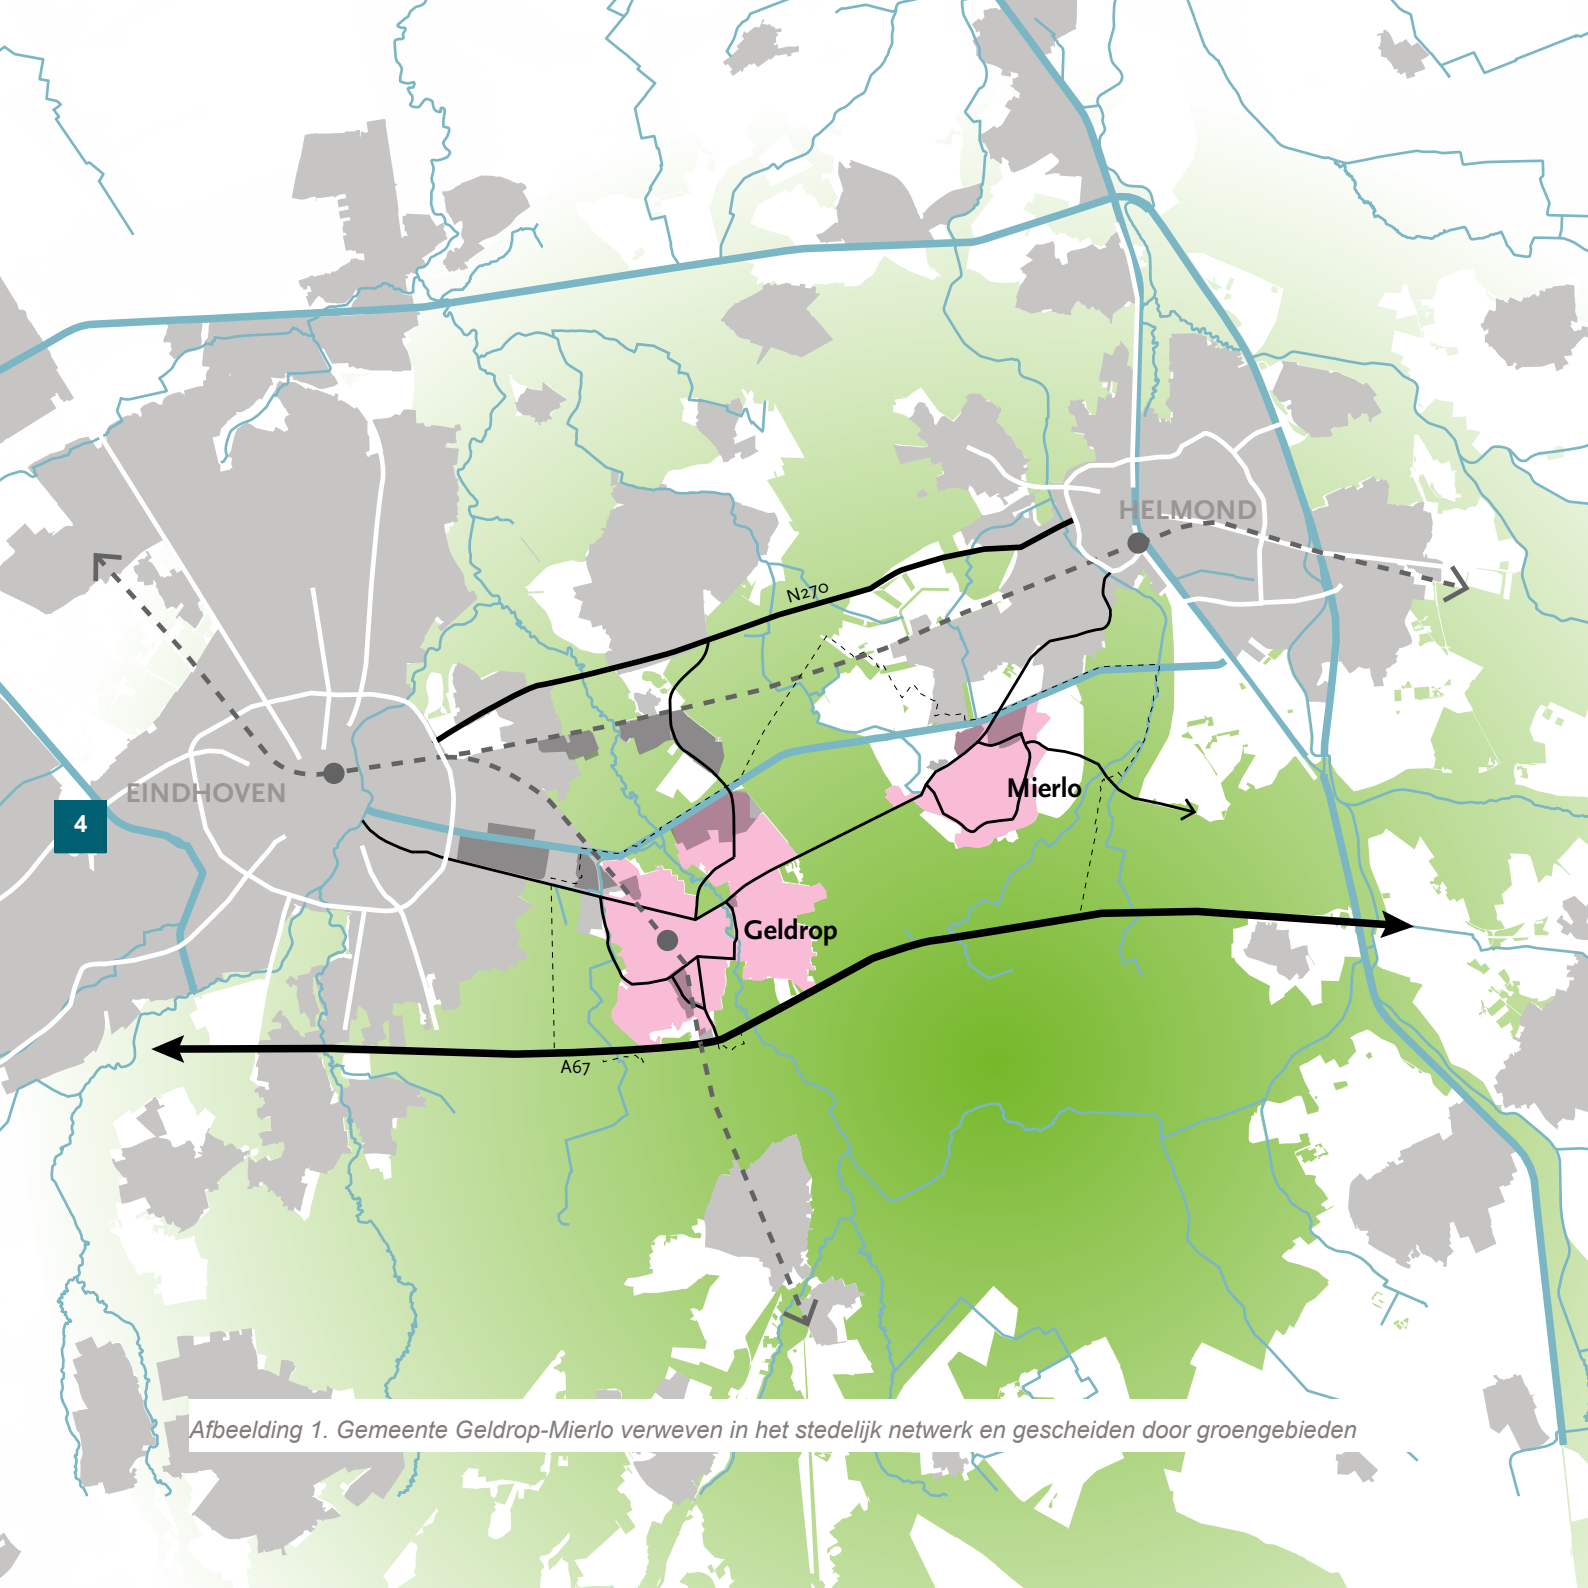 HELMOND
N270
EINDHOVEN
Mierlo
4
Geldrop
A67
Afbeelding 1. Gemeente Geldrop-Mierlo verweven in het stedelijk netwerk en gescheiden door groengebieden